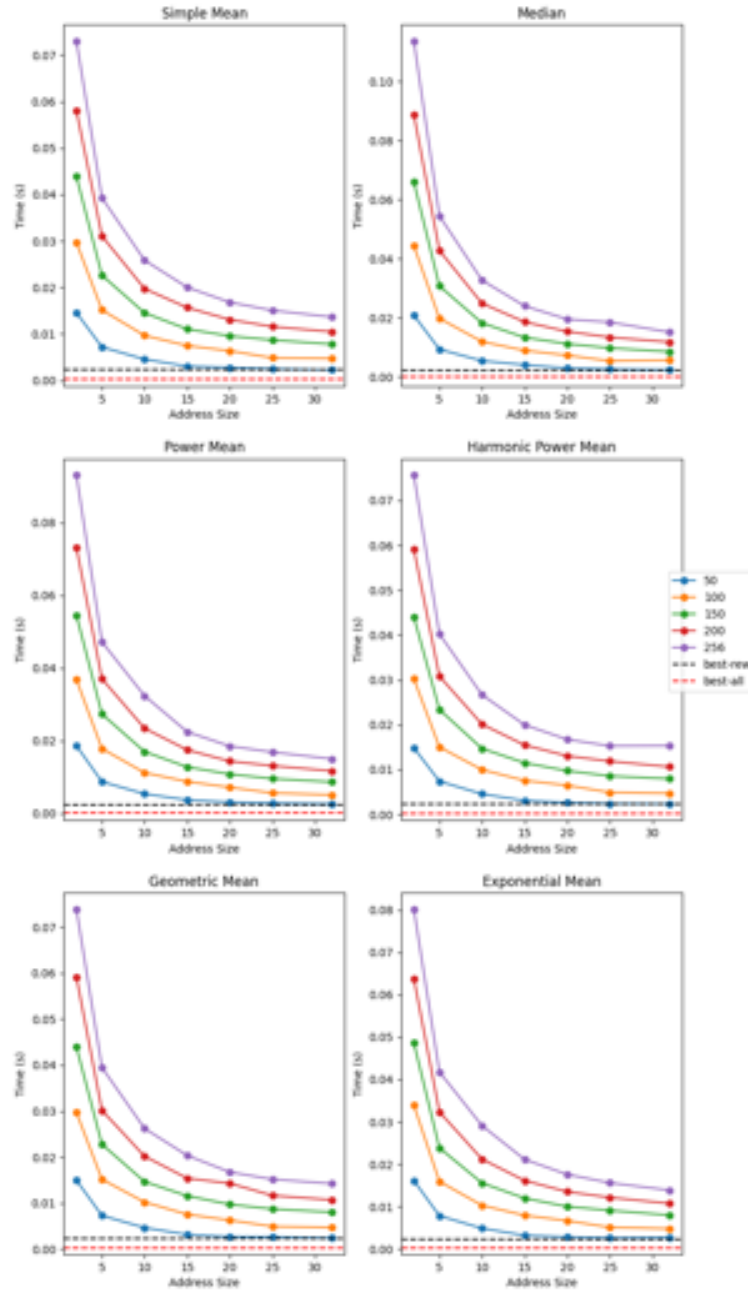 Simple Mean
0.07
0.06
0.05
0.04
0.03
0.02
0.01
0.00
Time (s)
5 10 15 20 25 30
Address Size
Median
0.10
0.08
0.06
0.04
0.02
0.00
Time (s)
5 10 15 20 25 30
Address Size
Power Mean
0.08
0.06
0.04
0.02
0.00
Time (s)
5 10 15 20 25 30
Address Size
Harmonic Power Mean
0.07
0.06
0.05
0.04
0.03
0.02
0.01
0.00
Time (s)
5 10 15 20 25 30
Address Size
50
100
150
200
256
best-rew
best-all
Geometric Mean
0.07
0.06
0.05
0.04
0.03
0.02
0.01
0.00
Time (s)
5 10 15 20 25 30
Address Size
Exponential Mean
0.08
0.07
0.06
0.05
0.04
0.03
0.02
0.01
0.00
Time (s)
5 10 15 20 25 30
Address Size